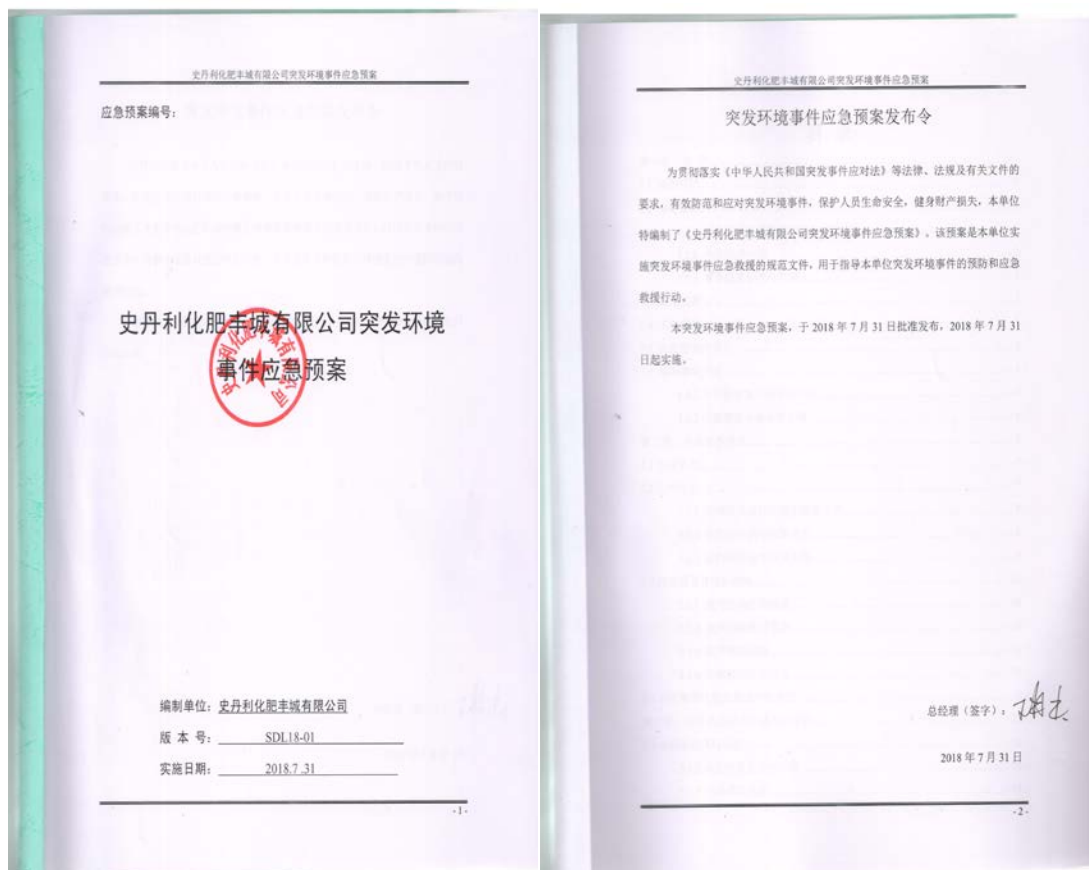 史丹利化肥丰城有限公司突发环境事件应急预案
应急预案编号：
史丹利化肥丰城有限公司突发环境
事件应急预案
史丹利化肥丰城有限公司
编制单位：史丹利化肥丰城有限公司
版 本 号： SDL18-01
实施日期： 2018.7 .31
- 1 -
史丹利化肥丰城有限公司突发环境事件应急预案
突发环境事件应急预案发布令
为贯彻落实《中华人民共和国突发事件应对法》等法律、法规及有关文件的
要求，有效防范和应对突发环境事件，保护人员生命安全，健身财产损失，本单位
特编制了《史丹利化肥丰城有限公司突发环境事件应急预案》。该预案是本单位实
施突发环境事件应急救援的规范文件，用于指导本单位突发环境事件的预防和应急
救援行动。
本突发环境事件应急预案，于 2018 年 7 月 31 日批准发布，2018 年 7 月 31
日起实施。
总经理（签字）：
2018 年 7 月 31 日
- 2 -